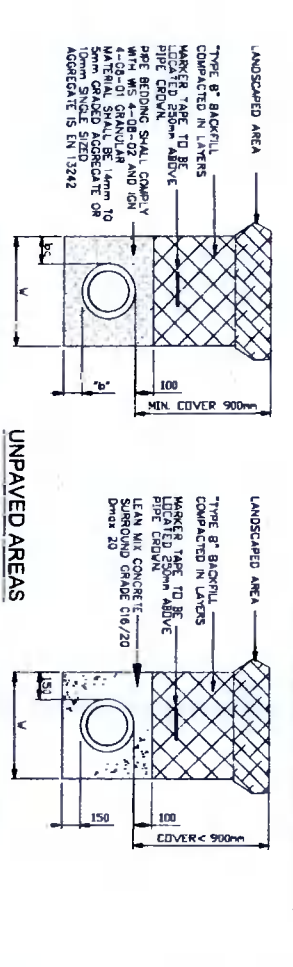 LANDSCAPED AREA
"TYPE B" BACKFILL
COMPACTED IN LAYERS
MARKER TAPE TO BE
LOCATED 250mm ABOVE
PIPE CROWN.
PIPE BEDDING SHALL COMPLY
WITH WIS 4-08-02 AND IGN
4-08-01 GRANULAR
MATERIAL SHALL BE 14mm TO
5mm GRADED AGGREGATE OR
10mm SINGLE SIZED
AGGREGATE IS EN 13242
bc
W
"b"
100
MIN. COVER 900mm
UNPAVED AREAS
LANDSCAPED AREA
"TYPE B" BACKFILL
COMPACTED IN LAYERS
MARKER TAPE TO BE
LOCATED 250mm ABOVE
PIPE CROWN.
LEAN MIX CONCRETE
SURROUND GRADE C16/20
Dmax 20
150
W
150
100
COVER< 900mm